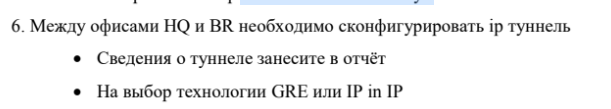 6. Между офисами HQ и BR необходимо сконфигурировать ip туннель
• Сведения о туннеле занесите в отчёт
• На выбор технологии GRE или IP in IP